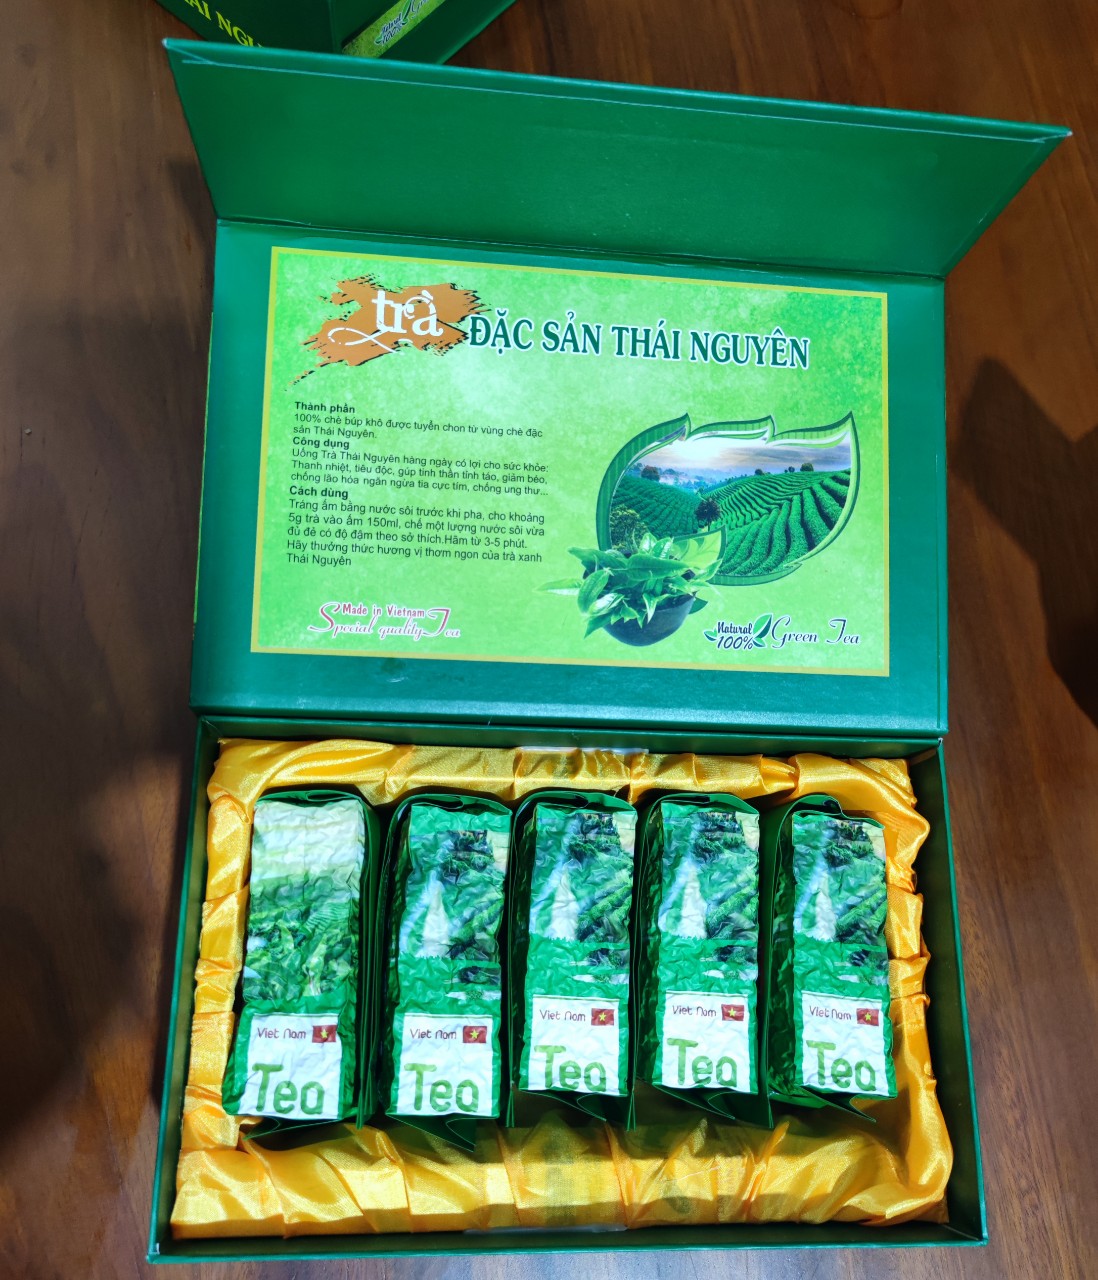 Natural
100%
trà
ĐẶC SẢN THÁI NGUYÊN
Thành phần
100% chè búp khô được tuyển chon từ vùng chè đặc
sản Thái Nguyên.
Công dụng
Uống Trà Thái Nguyên hàng ngày có lợi cho sức khỏe:
Thanh nhiệt, tiêu độc, gúp tinh thần tỉnh táo, giãm béo,
chống lão hóa ngăn ngừa tia cực tím, chống ung thư...
Cách dùng
Tráng ấm bằng nước sôi trước khi pha, cho khoảng
5g trà vào ấm 150ml, chế một lượng nước sôi vừa
đủ đẻ có độ đậm theo sở thích.Hãm từ 3-5 phút.
Hãy thưởng thức hương vị thơm ngon của trà xanh
Thái Nguyên
Made in Vietnam
Special quality Tea
Natural
100%
Green Tea
Viet Nam
Tea
Viet Nam
Tea
Viet Nam
Tea
Viet Nam
Tea
Viet Nam
Tea